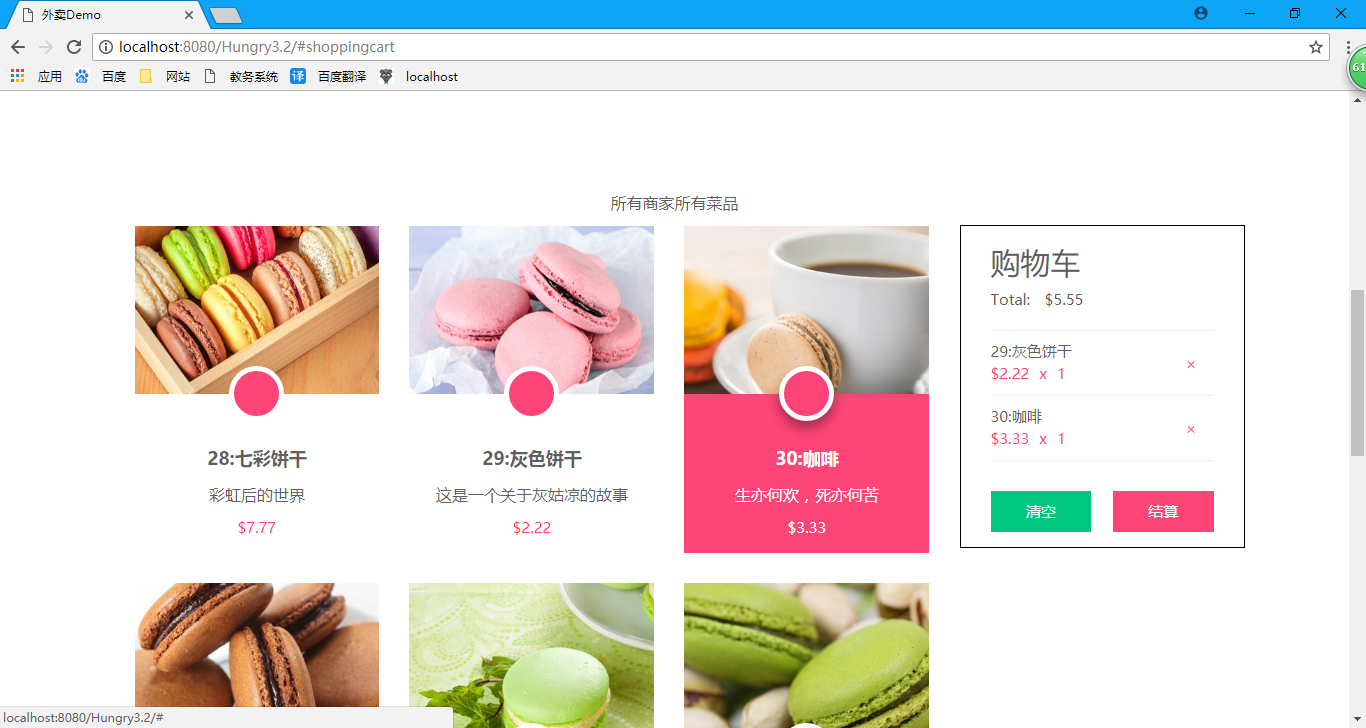 外卖Demo
localhost:8080/Hungry3.2/#shoppingcart
应用 百度 网站 教务系统 译 百度翻译 localhost
61
所有商家所有菜品
28:七彩饼干
彩虹后的世界
$7.77
29:灰色饼干
这是一个关于灰姑凉的故事
$2.22
30:咖啡
生亦何欢，死亦何苦
$3.33
购物车
Total: $5.55
29:灰色饼干
$2.22 x 1
×
30:咖啡
$3.33 x 1
×
清空 结算
localhost:8080/Hungry3.2/#